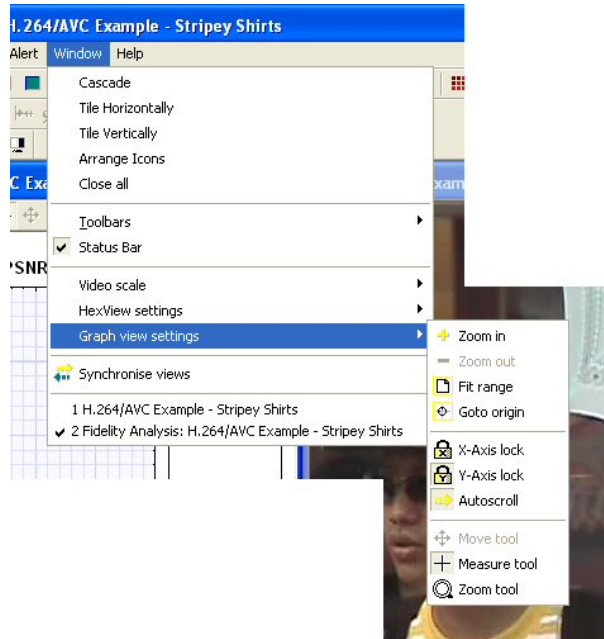 H.264/AVC Example - Stripey Shirts
Alert Window Help
Cascade
Tile Horizontally
Tile Vertically
Arrange Icons
Close all
Toolbars
Status Bar
PSNR
Video scale
HexView settings
Graph view settings
Synchronise views
1 H.264/AVC Example - Stripey Shirts
2 Fidelity Analysis: H.264/AVC Example - Stripey Shirts
Zoom in
Zoom out
Fit range
Goto origin
X-Axis lock
Y-Axis lock
Autoscroll
Move tool
Measure tool
Zoom tool